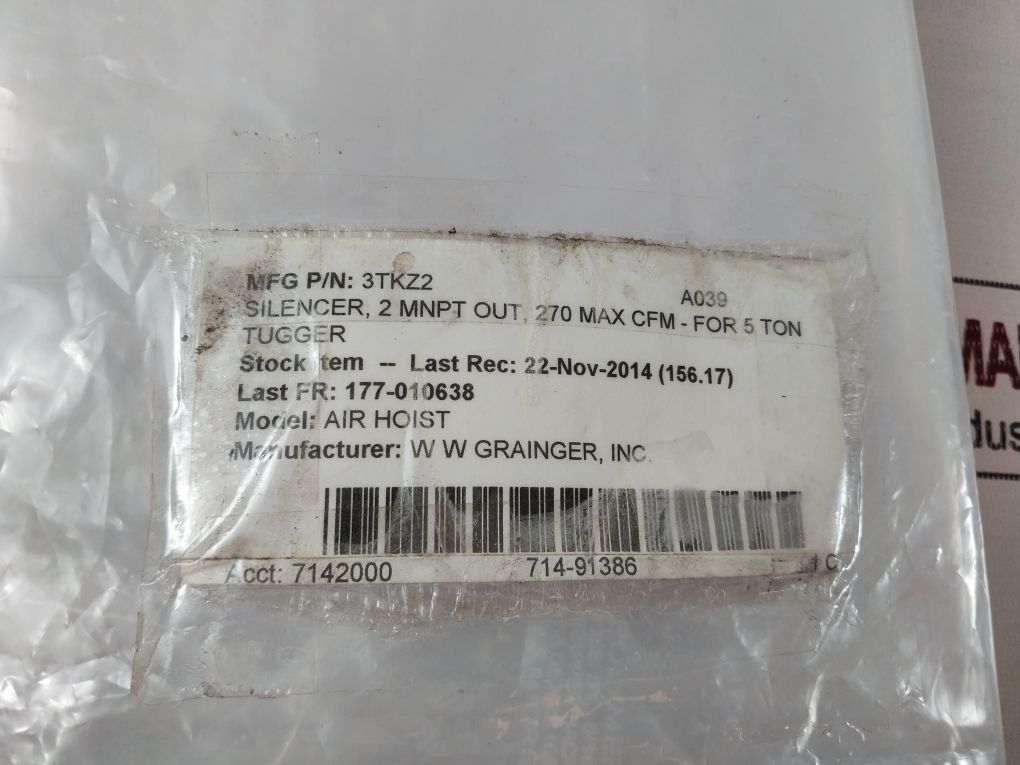 MFG P/N: 3TKZ2 A039
SILENCER, 2 MNPT OUT, 270 MAX CFM - FOR 5 TON
TUGGER
Stock Item -- Last Rec: 22-Nov-2014 (156.17)
Last FR: 177-010638
Model: AIR HOIST
Manufacturer: W W GRAINGER, INC.
Acct: 7142000 714-91386
MA
dus